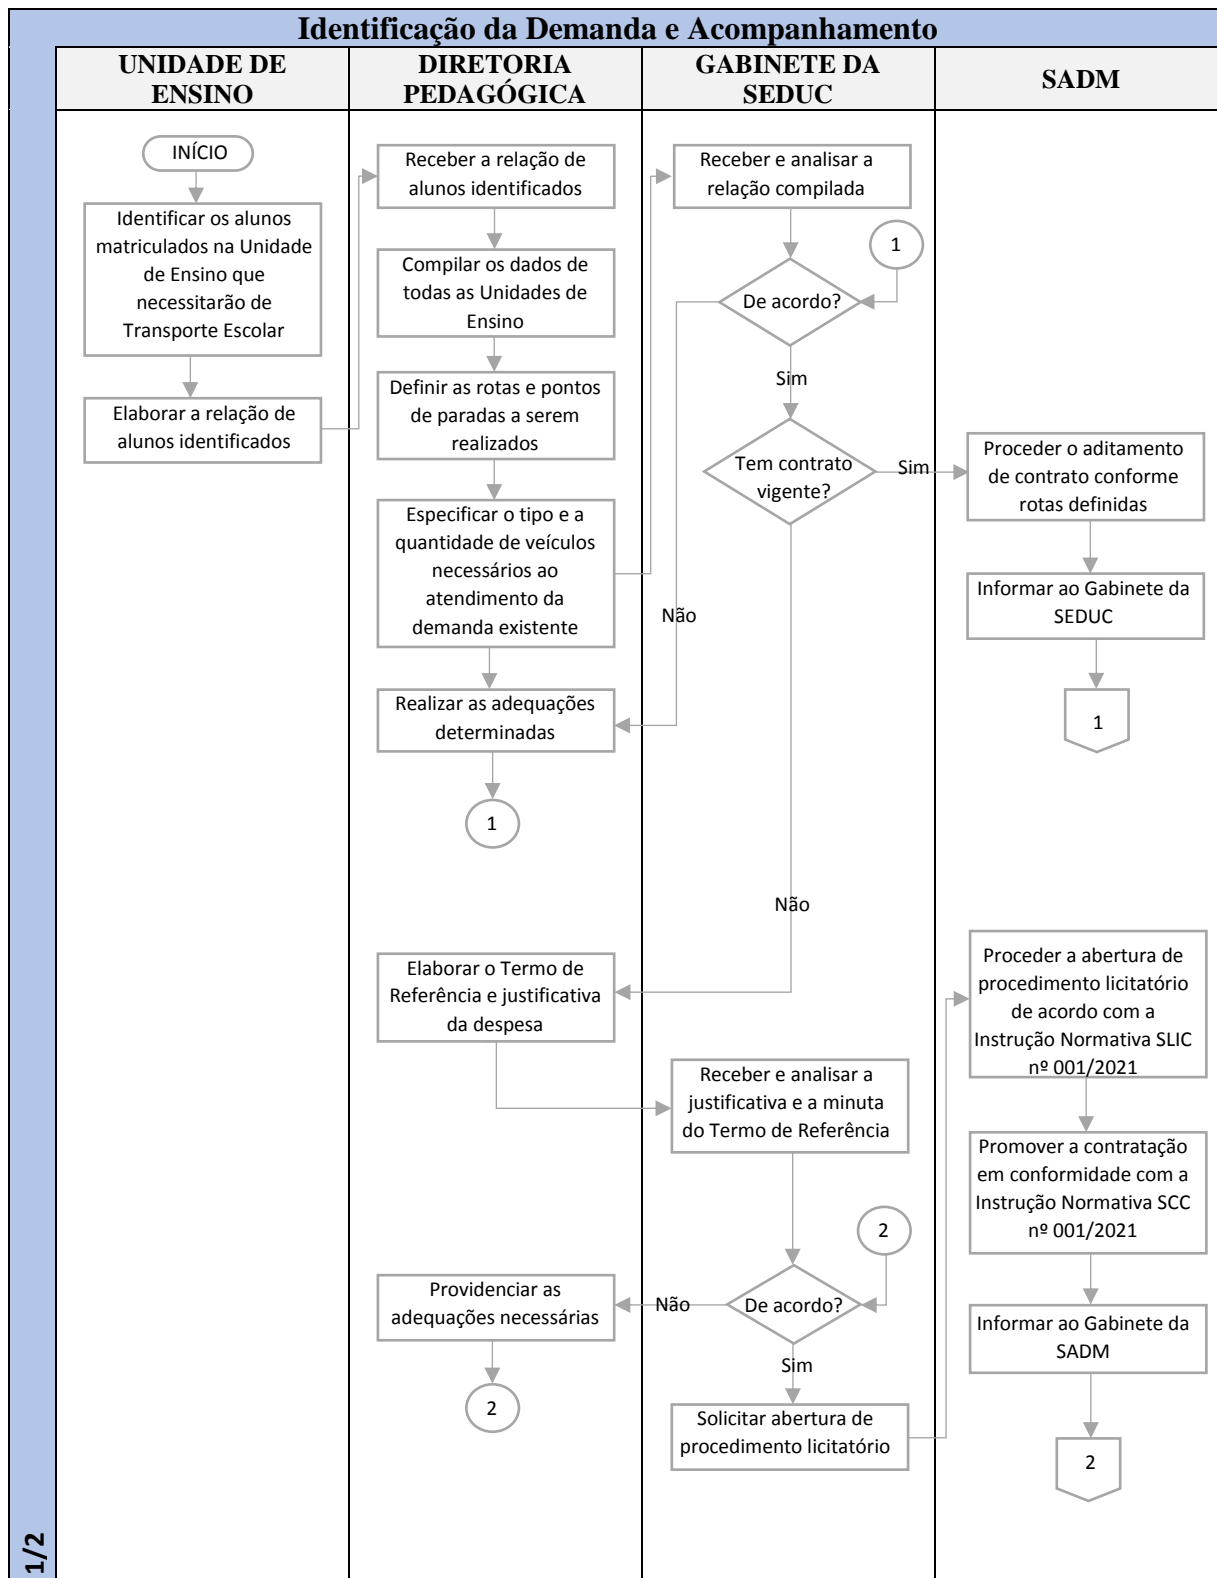 Identificação da Demanda e Acompanhamento
UNIDADE DE
ENSINO
DIRETORIA
PEDAGÓGICA
GABINETE DA
SEDUC
SADM
INÍCIO
Identificar os alunos
matriculados na Unidade
de Ensino que
necessitarão de
Transporte Escolar
Elaborar a relação de
alunos identificados
Receber a relação de
alunos identificados
Compilar os dados de
todas as Unidades de
Ensino
Definir as rotas e pontos
de paradas a serem
realizados
Especificar o tipo e a
quantidade de veículos
necessários ao
atendimento da
demanda existente
Realizar as adequações
determinadas
1
Elaborar o Termo de
Referência e justificativa
da despesa
Providenciar as
adequações necessárias
2
Receber e analisar a
relação compilada
1
De acordo?
Sim
Não
Tem contrato
vigente?
Sim
Não
Receber e analisar a
justificativa e a minuta
do Termo de Referência
2
De acordo?
Não
Sim
Solicitar abertura de
procedimento licitatório
Proceder o aditamento
de contrato conforme
rotas definidas
Informar ao Gabinete da
SEDUC
1
Proceder a abertura de
procedimento licitatório
de acordo com a
Instrução Normativa SLIC
nº 001/2021
Promover a contratação
em conformidade com a
Instrução Normativa SCC
nº 001/2021
Informar ao Gabinete da
SADM
2
1/2